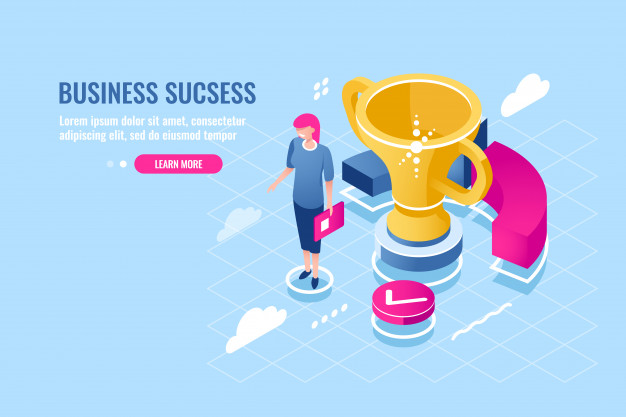 BUSINESS SUCSESS
Lorem ipsum dolor sit amet, consectetur
adipiscing elit, sed do eiusmod tempor
LEARN MORE